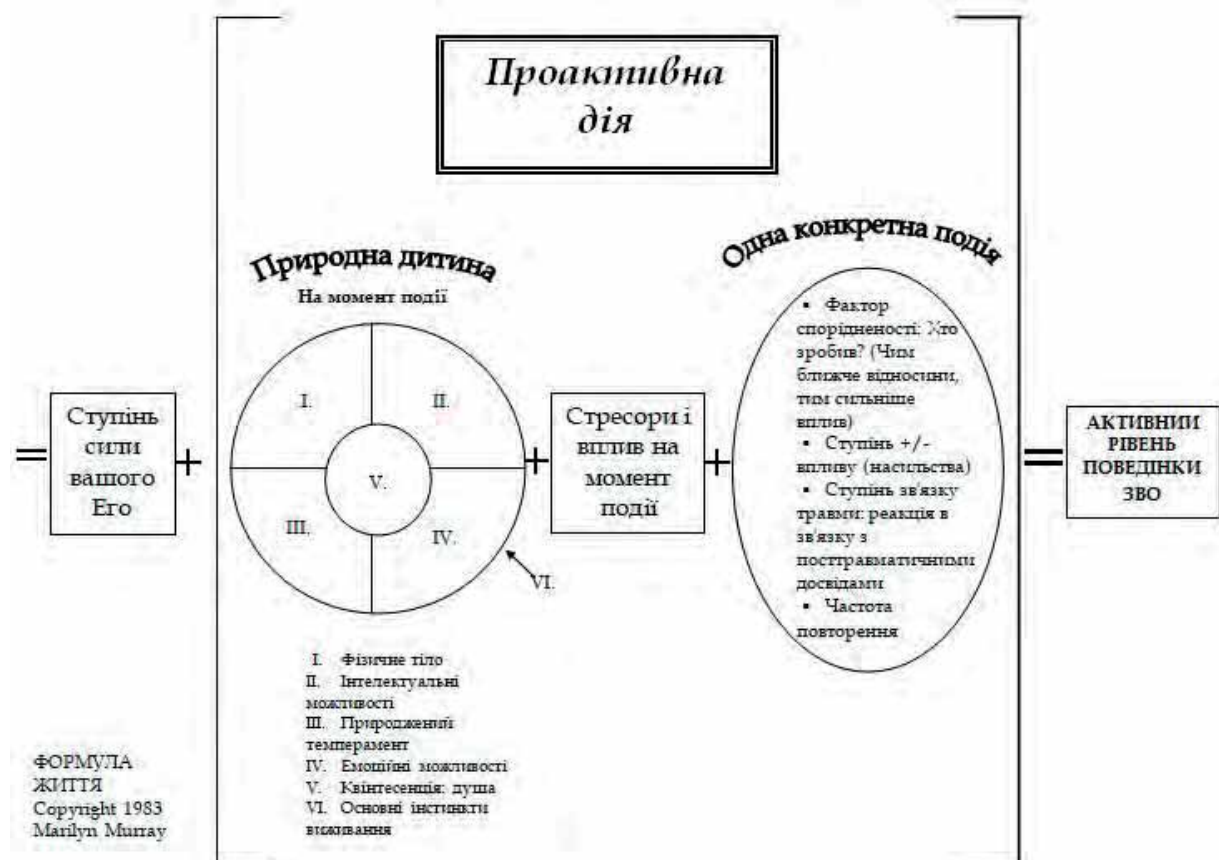 Проактивна
дія
Природна дитина
На момент події
Одна конкретна подія
=
Ступінь
сили
вашого
Его
+
I.
II.
III.
IV.
V.
VI.
+
Стресори і
вплив на
момент
події
+
▪ Фактор
спорідненості: Хто
зробив? (Чим
ближче відносини,
тим сильніше
вплив)
▪ Ступінь +/-
впливу (насильства)
▪ Ступінь зв'язку
травми: реакція в
зв'язку з
посттравматичними
досвідами
▪ Частота
повторення
=
АКТИВНИЙ
РІВЕНЬ
ПОВЕДІНКИ
ЗВО
I. Фізичне тіло
II. Інтелектуальні
можливості
III. Природжений
темперамент
IV. Емоційні можливості
V. Квінтесенція: душа
VI. Основні інстинкти
виживання
ФОРМУЛА
ЖИТТЯ
Copyright 1983
Marilyn Murray